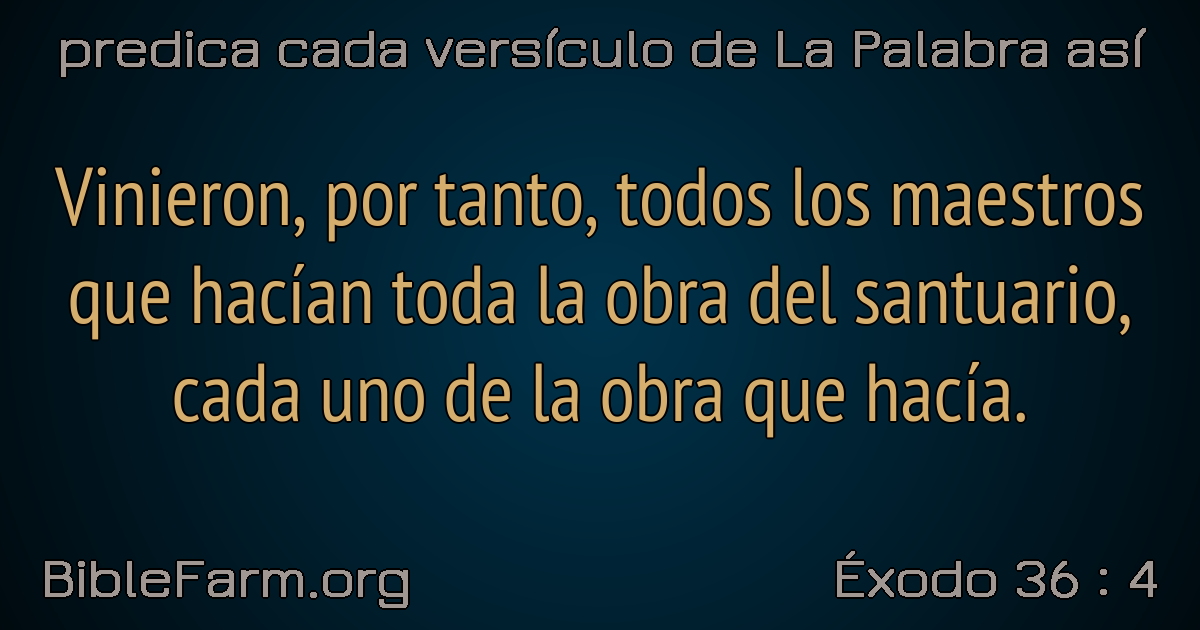 predica cada versículo de La Palabra así
Vinieron, por tanto, todos los maestros
que hacían toda la obra del santuario,
cada uno de la obra que hacía.
BibleFarm.org
Éxodo 36 : 4